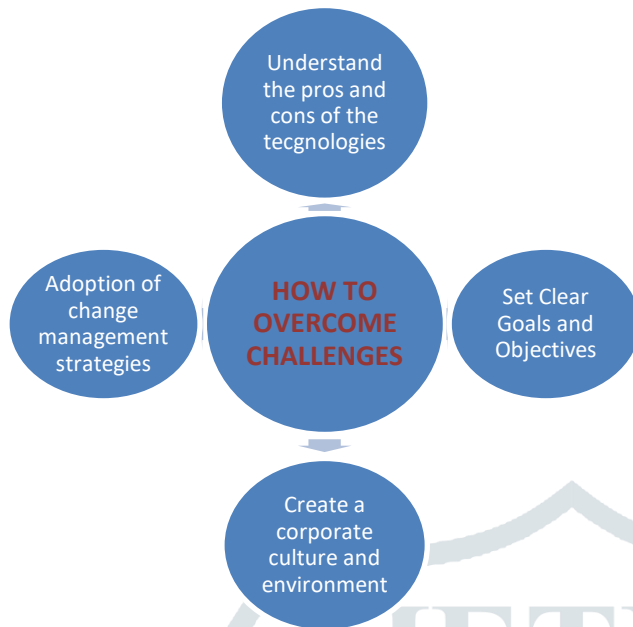 Understand
the pros and
cons of the
tecgnologies
Adoption of
change
management
strategies
HOW TO
OVERCOME
CHALLENGES
Set Clear
Goals and
Objectives
Create a
corporate
culture and
environment